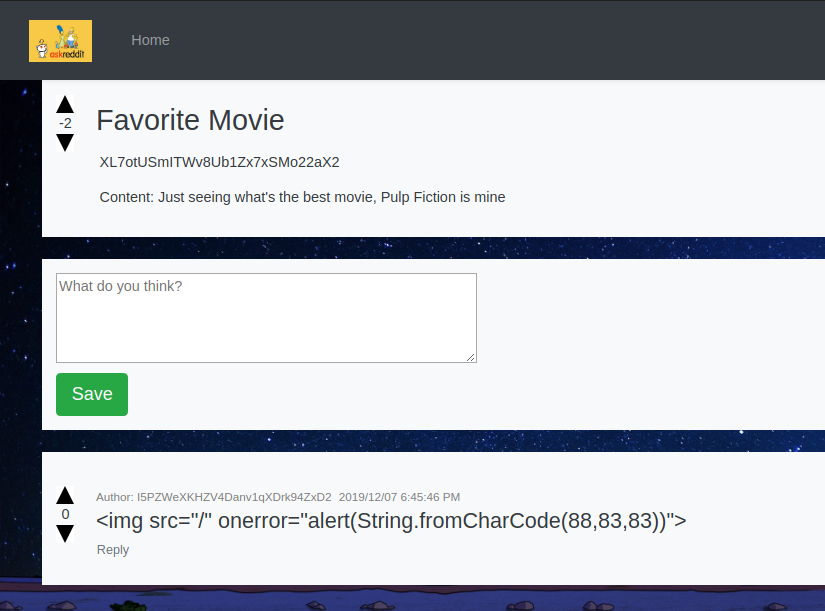 askreddit
Home
-2
Favorite Movie
XL7otUSmITWv8Ub1Zx7xSMo22aX2
Content: Just seeing what's the best movie, Pulp Fiction is mine
What do you think?
Save
Author: I5PZWeXKHZV4Danv1qXDrk94ZxD2 2019/12/07 6:45:46 PM
0
<img src="/" onerror="alert(String.fromCharCode(88,83,83))">
Reply